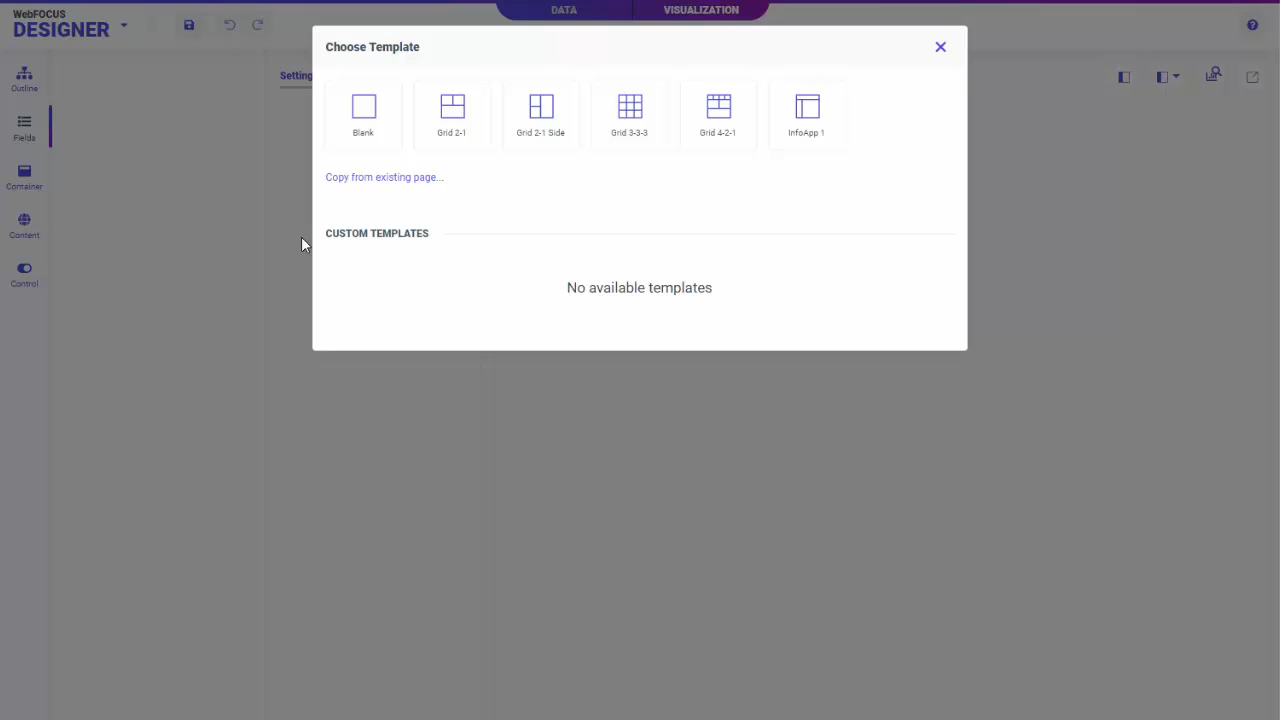 WebFOCUS
DESIGNER
DATA
VISUALIZATION
Choose Template
Outline
Settin
Blank
Grid 2-1
Grid 2-1 Side
Grid 3-3-3
Grid 4-2-1
InfoApp 1
Fields
Copy from existing page...
Container
Content
CUSTOM TEMPLATES
Control
No available templates